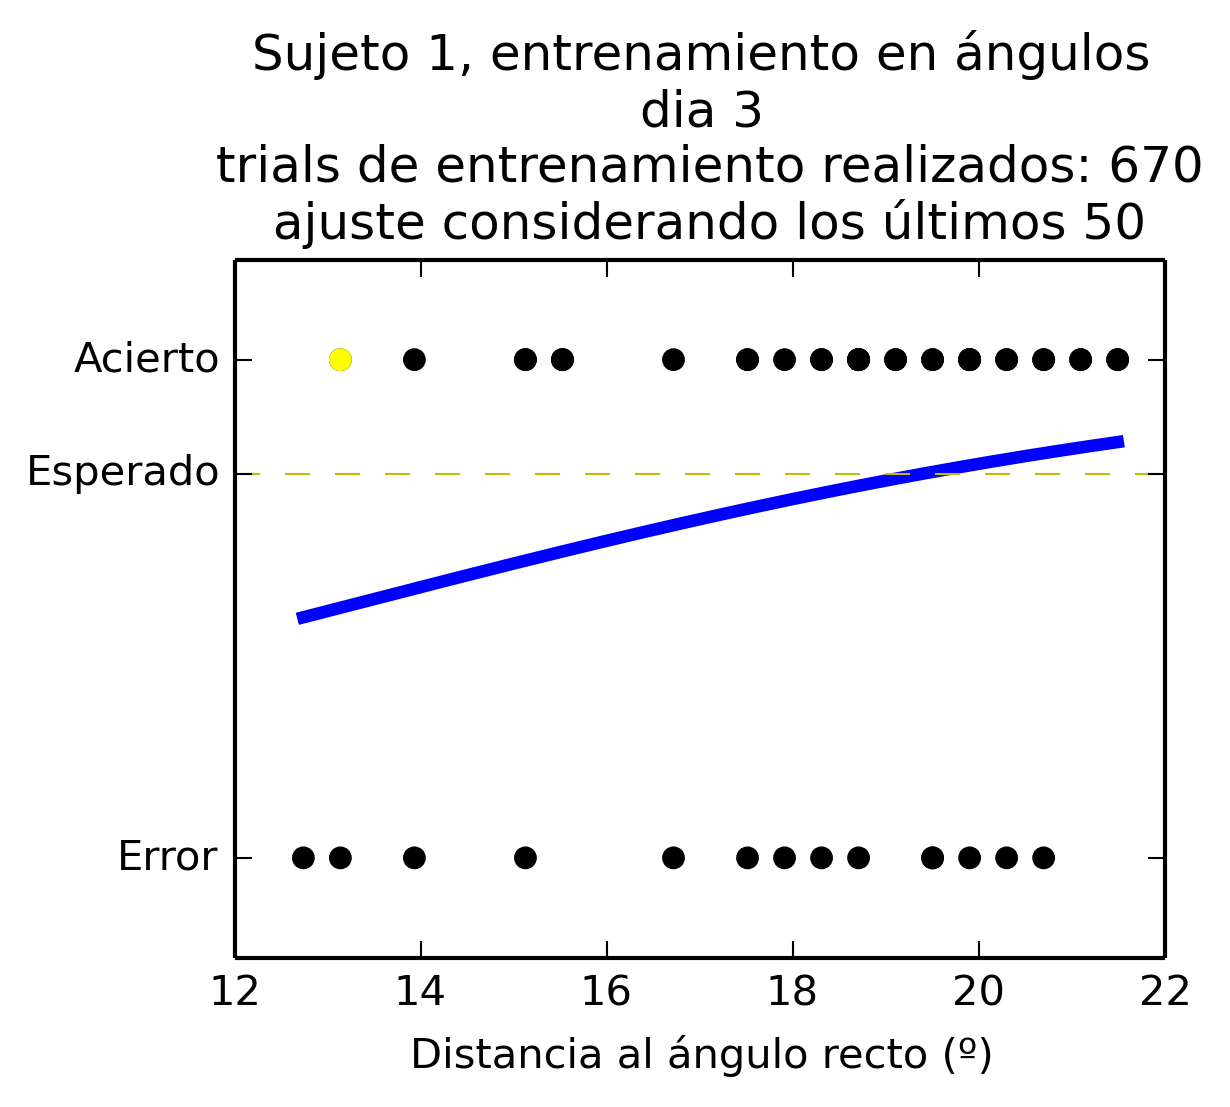 Sujeto 1, entrenamiento en ángulos
dia 3
trials de entrenamiento realizados: 670
ajuste considerando los últimos 50
Acierto
Esperado
Error
12 14 16 18 20 22
Distancia al ángulo recto (º)